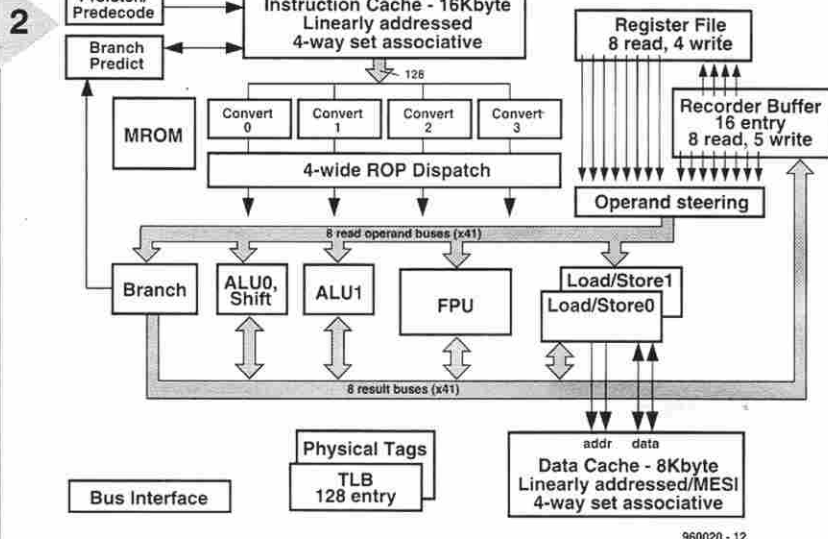 2
Predecode
Instruction Cache - 16Kbyte
Linearly addressed
4-way set associative
Branch
Predict
128
Register File
8 read, 4 write
Recorder Buffer
16 entry
8 read, 5 write
MROM
Convert
0
Convert
1
Convert
2
Convert
3
4-wide ROP Dispatch
Operand steering
8 read operand buses (x41)
Branch
ALU0,
Shift
ALU1
FPU
Load/Store1
Load/Store0
8 result buses (x41)
addr data
Physical Tags
TLB
128 entry
Data Cache - 8Kbyte
Linearly addressed/MESI
4-way set associative
Bus Interface
960020 - 12